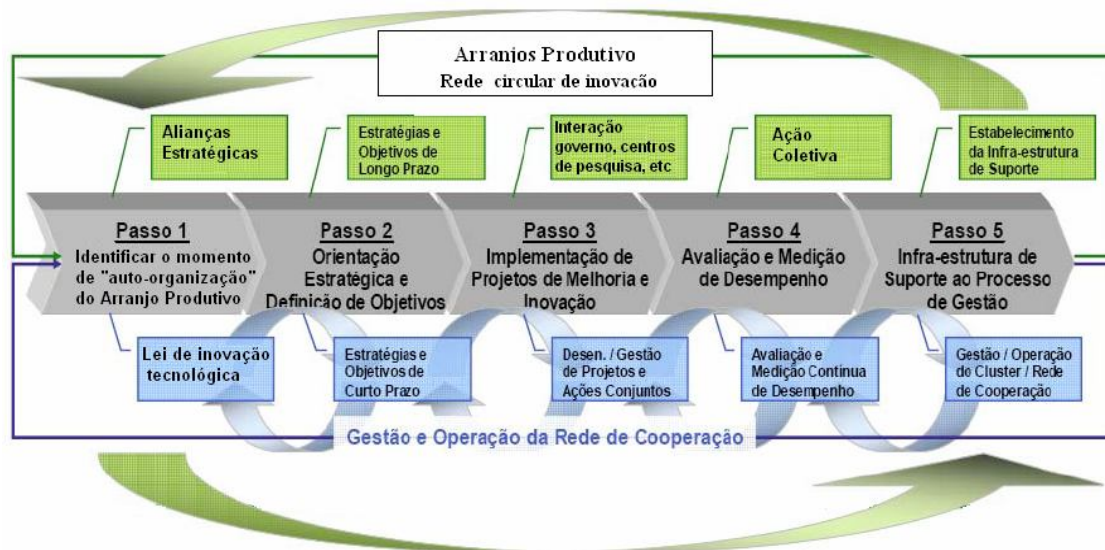 Arranjos Produtivo
Rede circular de inovação
Alianças
Estratégicas
Estratégias e
Objetivos de
Longo Prazo
Interação
governo, centros
de pesquisa, etc
Ação
Coletiva
Estabelecimento
da Infra-estrutura
de Suporte
Passo 1
Identificar o momento
de "auto-organização"
do Arranjo Produtivo
Passo 2
Orientação
Estratégica e
Definição de Objetivos
Passo 3
Implementação de
Projetos de Melhoria e
Inovação
Passo 4
Avaliação e Medição
de Desempenho
Passo 5
Infra-estrutura de
Suporte ao Processo
de Gestão
Lei de inovação
tecnológica
Estratégias e
Objetivos de
Curto Prazo
Desen. / Gestão
de Projetos e
Ações Conjuntos
Avaliação e
Medição Contínua
de Desempenho
Gestão / Operação
do Cluster / Rede
de Cooperação
Gestão e Operação da Rede de Cooperação